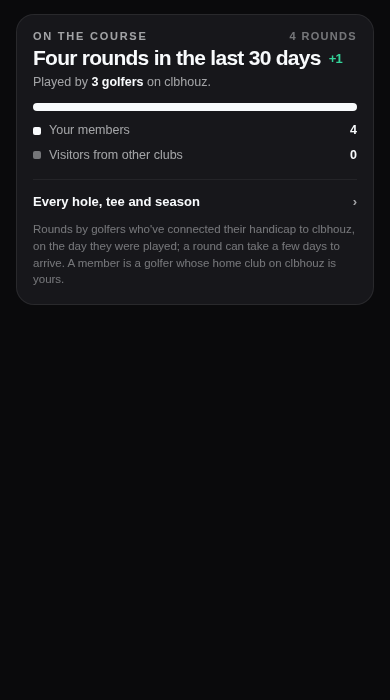 ON THE COURSE 4 ROUNDS
Four rounds in the last 30 days +1
Played by 3 golfers on clbhouz.
Your members 4
Visitors from other clubs 0
Every hole, tee and season ›
Rounds by golfers who've connected their handicap to clbhouz,
on the day they were played; a round can take a few days to
arrive. A member is a golfer whose home club on clbhouz is
yours.